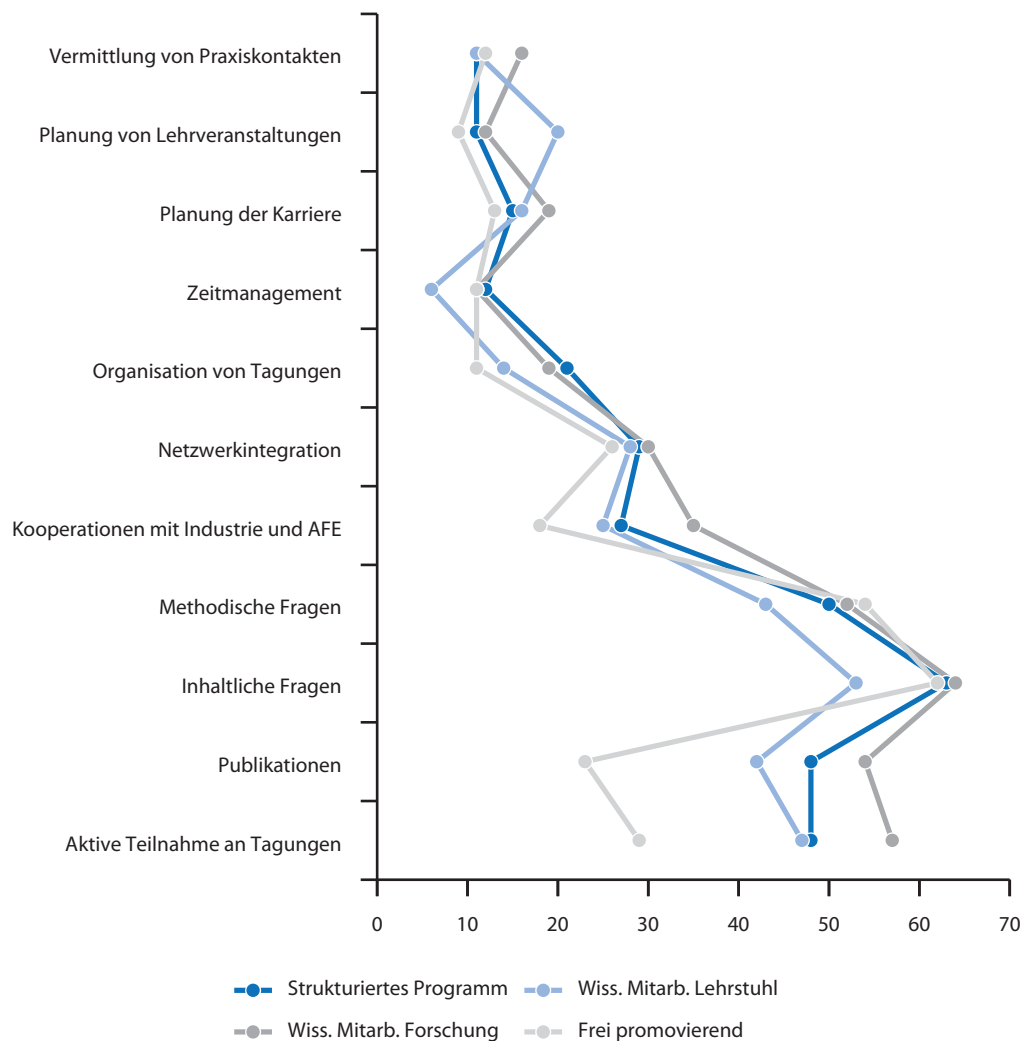 Vermittlung von Praxiskontakten
Planung von Lehrveranstaltungen
Planung der Karriere
Zeitmanagement
Organisation von Tagungen
Netzwerkintegration
Kooperationen mit Industrie und AFE
Methodische Fragen
Inhaltliche Fragen
Publikationen
Aktive Teilnahme an Tagungen
0 10 20 30 40 50 60 70
Strukturiertes Programm Wiss. Mitarb. Lehrstuhl
Wiss. Mitarb. Forschung Frei promovierend